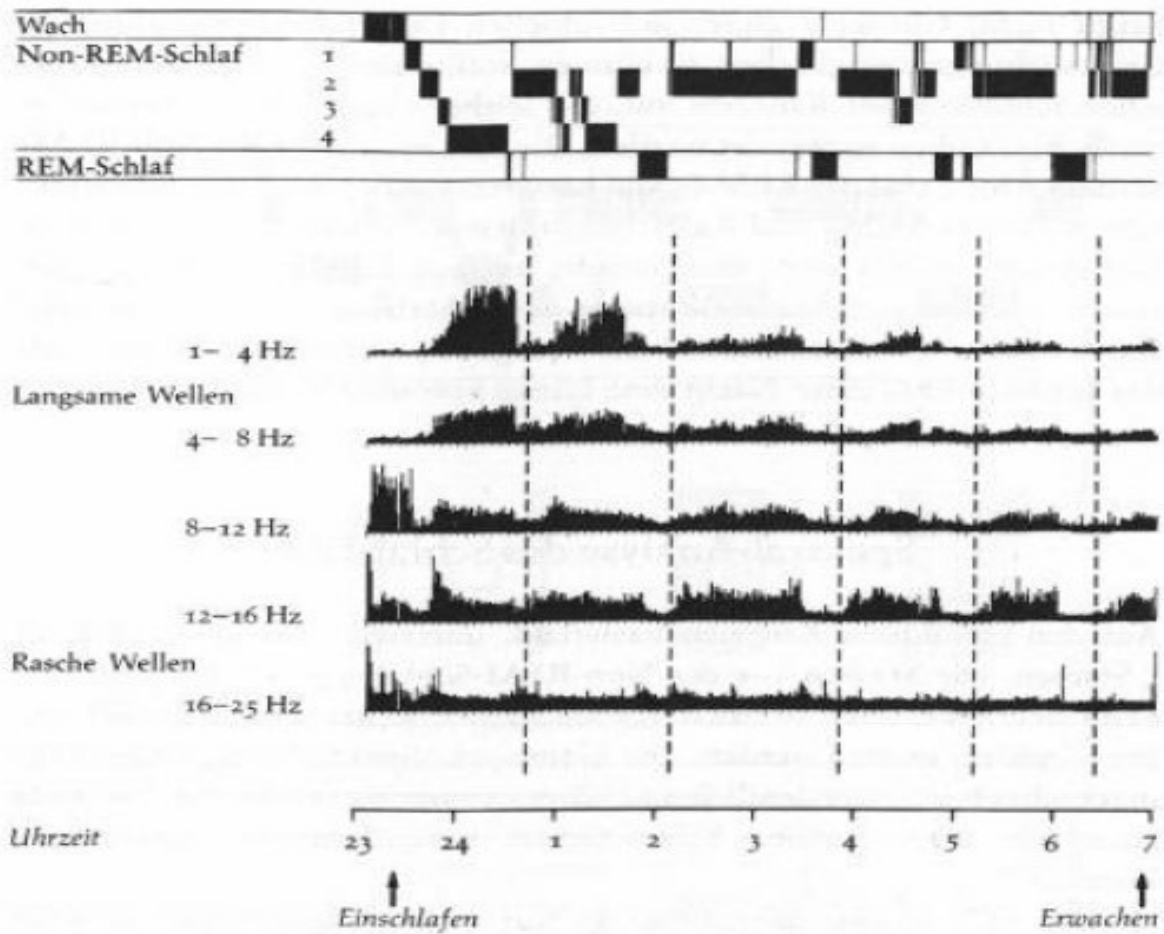 Wach
Non-REM-Schlaf 1
2
3
4
REM-Schlaf
1– 4 Hz
Langsame Wellen
4– 8 Hz
8–12 Hz
12–16 Hz
Rasche Wellen
16–25 Hz
Uhrzeit 23 24 1 2 3 4 5 6 7
Einschlafen Erwachen